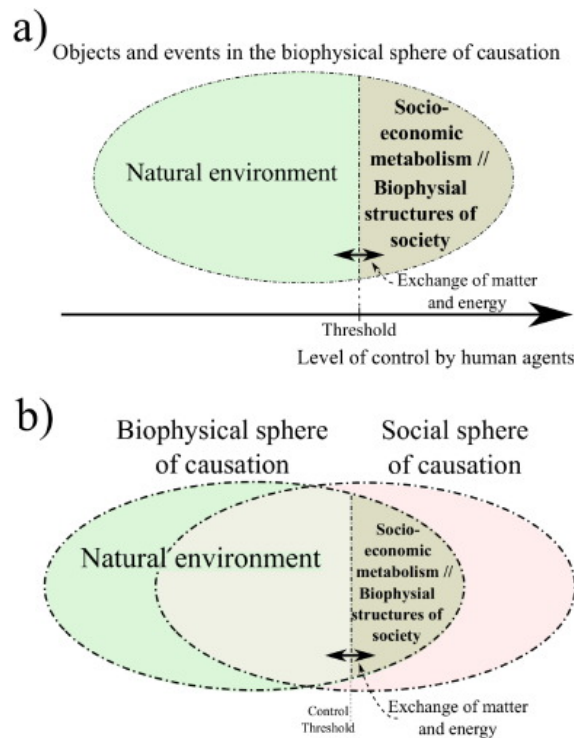 a)
Objects and events in the biophysical sphere of causation
Natural environment
Socio-
economic
metabolism //
Biophysial
structures of
society
Exchange of matter
and energy
Threshold
Level of control by human agents
b)
Biophysical sphere
of causation
Social sphere
of causation
Natural environment
Socio-
economic
metabolism //
Biophysial
structures of
society
Control
Threshold
Exchange of matter
and energy